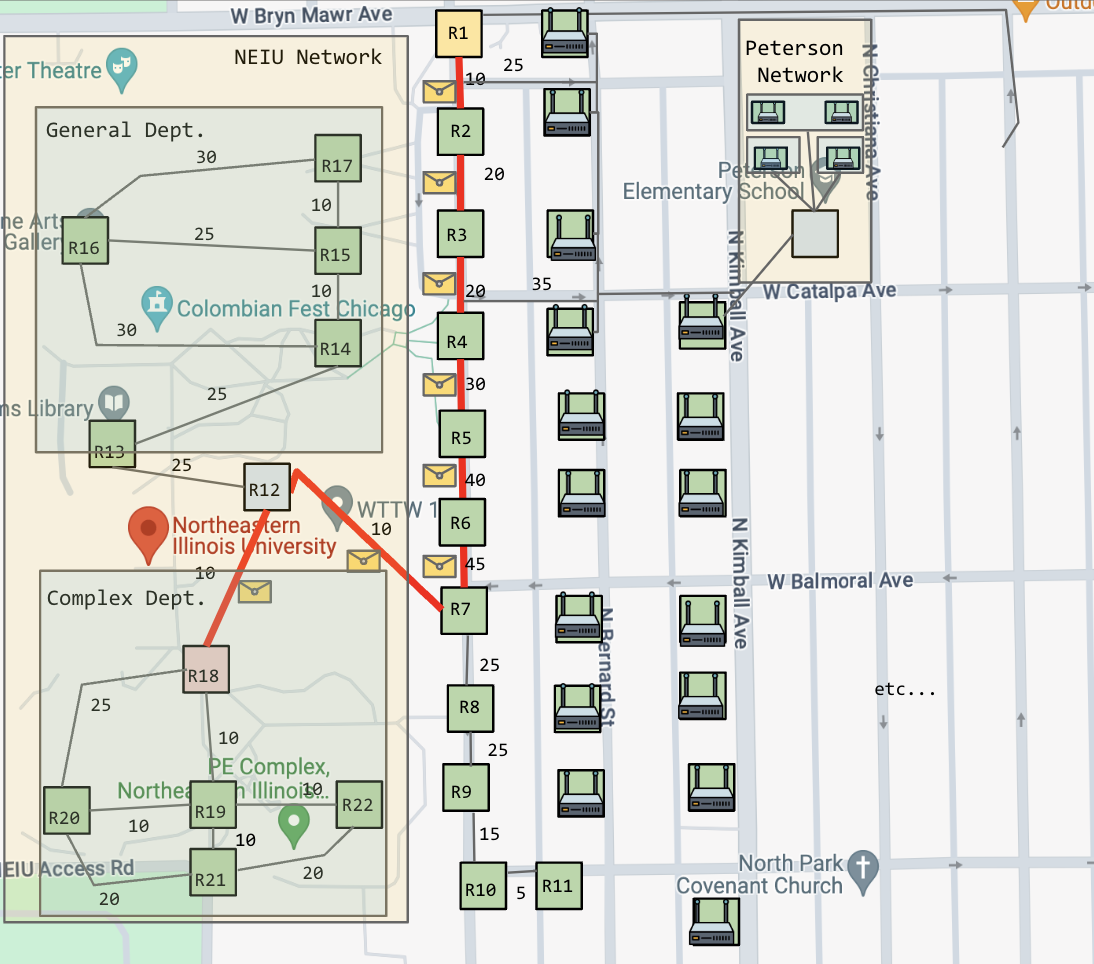 W Bryn Mawr Ave
R1
NEIU Network
ter Theatre
Peterson
Network
25
10
General Dept.
R2
30
R17
20
N Christiana Ave
Peterson
Elementary School
10
ne Arts
Gallery
R16
25
R15
R3
N Kimball Ave
W Catalpa Ave
10
20
35
Colombian Fest Chicago
30
R14
R4
25
30
ms Library
R13
R5
25
R12
40
WTTW 1
R6
10
Northeastern
Illinois University
10
45
W Balmoral Ave
N Kimball Ave
Complex Dept.
R7
N Bernard St
25
R18
25
R8
etc...
10
25
PE Complex,
Northea n Illinois...
10
R20
R19
R22
R9
10
10
15
NEIU Access Rd
R21
20
20
R10
5
R11
North Park
Covenant Church